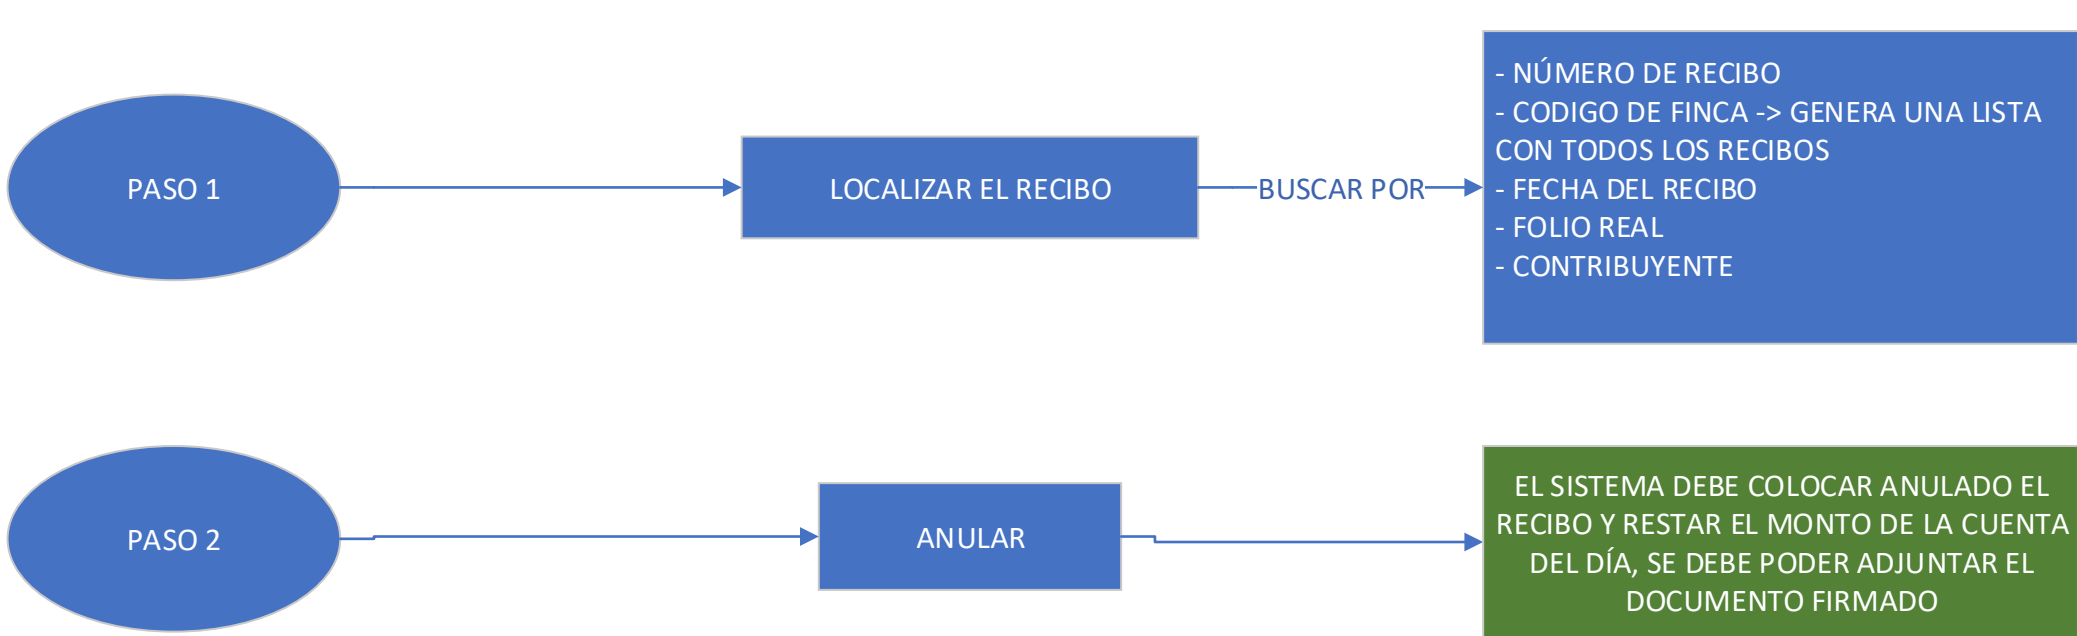 PASO 1
LOCALIZAR EL RECIBO
BUSCAR POR
- NÚMERO DE RECIBO
- CODIGO DE FINCA -> GENERA UNA LISTA
CON TODOS LOS RECIBOS
- FECHA DEL RECIBO
- FOLIO REAL
- CONTRIBUYENTE
PASO 2
ANULAR
EL SISTEMA DEBE COLOCAR ANULADO EL
RECIBO Y RESTAR EL MONTO DE LA CUENTA
DEL DÍA, SE DEBE PODER ADJUNTAR EL
DOCUMENTO FIRMADO